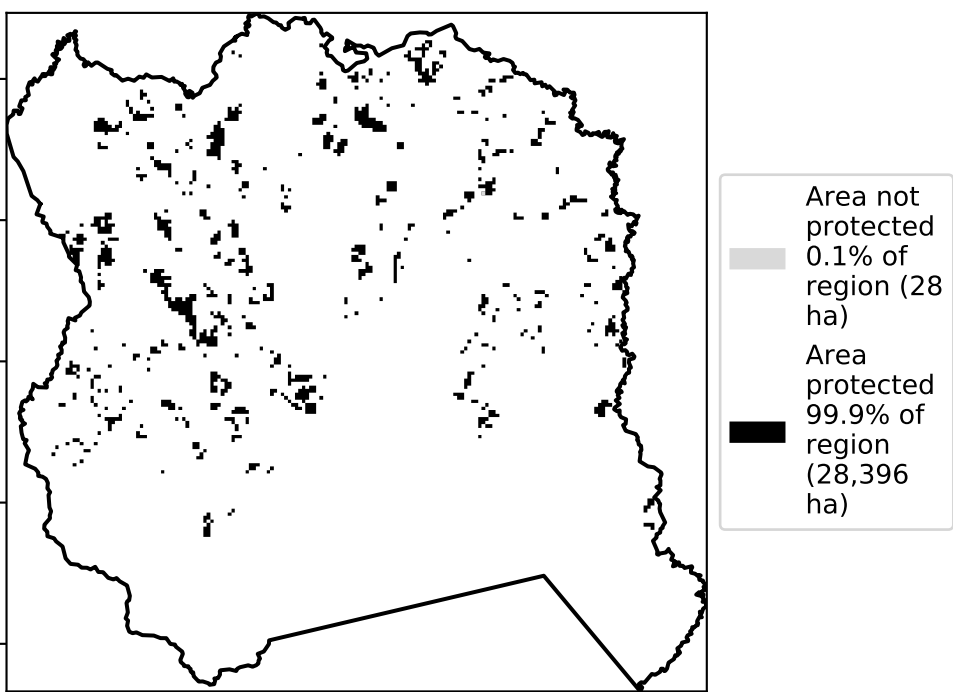 Area not
protected
0.1% of
region (28
ha)
Area
protected
99.9% of
region
(28,396
ha)